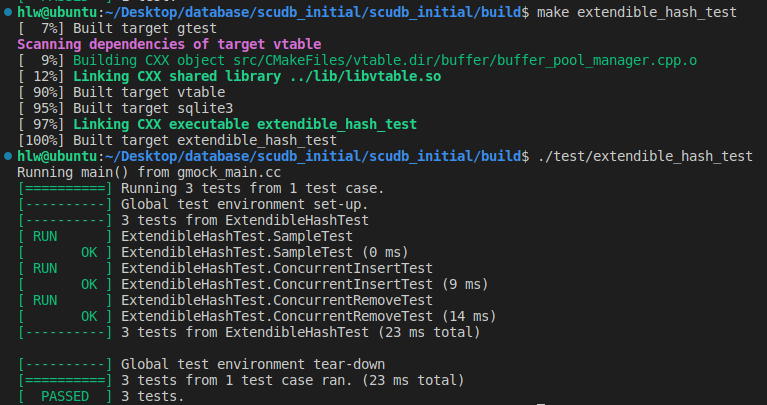 hlw@ubuntu:~/Desktop/database/scudb_initial/scudb_initial/build$ make extendible_hash_test
[  7%] Built target gtest
Scanning dependencies of target vtable
[  9%] Building CXX object src/CMakeFiles/vtable.dir/buffer/buffer_pool_manager.cpp.o
[ 12%] Linking CXX shared library ../lib/libvtable.so
[ 90%] Built target vtable
[ 95%] Built target sqlite3
[ 97%] Linking CXX executable extendible_hash_test
[100%] Built target extendible_hash_test
hlw@ubuntu:~/Desktop/database/scudb_initial/scudb_initial/build$ ./test/extendible_hash_test
Running main() from gmock_main.cc
[==========] Running 3 tests from 1 test case.
[----------] Global test environment set-up.
[----------] 3 tests from ExtendibleHashTest
[ RUN      ] ExtendibleHashTest.SampleTest
[       OK ] ExtendibleHashTest.SampleTest (0 ms)
[ RUN      ] ExtendibleHashTest.ConcurrentInsertTest
[       OK ] ExtendibleHashTest.ConcurrentInsertTest (9 ms)
[ RUN      ] ExtendibleHashTest.ConcurrentRemoveTest
[       OK ] ExtendibleHashTest.ConcurrentRemoveTest (14 ms)
[----------] 3 tests from ExtendibleHashTest (23 ms total)

[----------] Global test environment tear-down
[==========] 3 tests from 1 test case ran. (23 ms total)
[  PASSED  ] 3 tests.